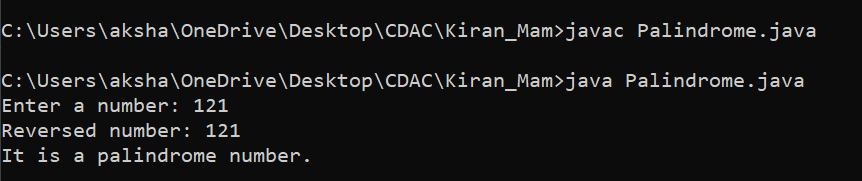 C:\Users\aksha\OneDrive\Desktop\CDAC\Kiran_Mam>javac Palindrome.java
C:\Users\aksha\OneDrive\Desktop\CDAC\Kiran_Mam>java Palindrome.java
Enter a number: 121
Reversed number: 121
It is a palindrome number.